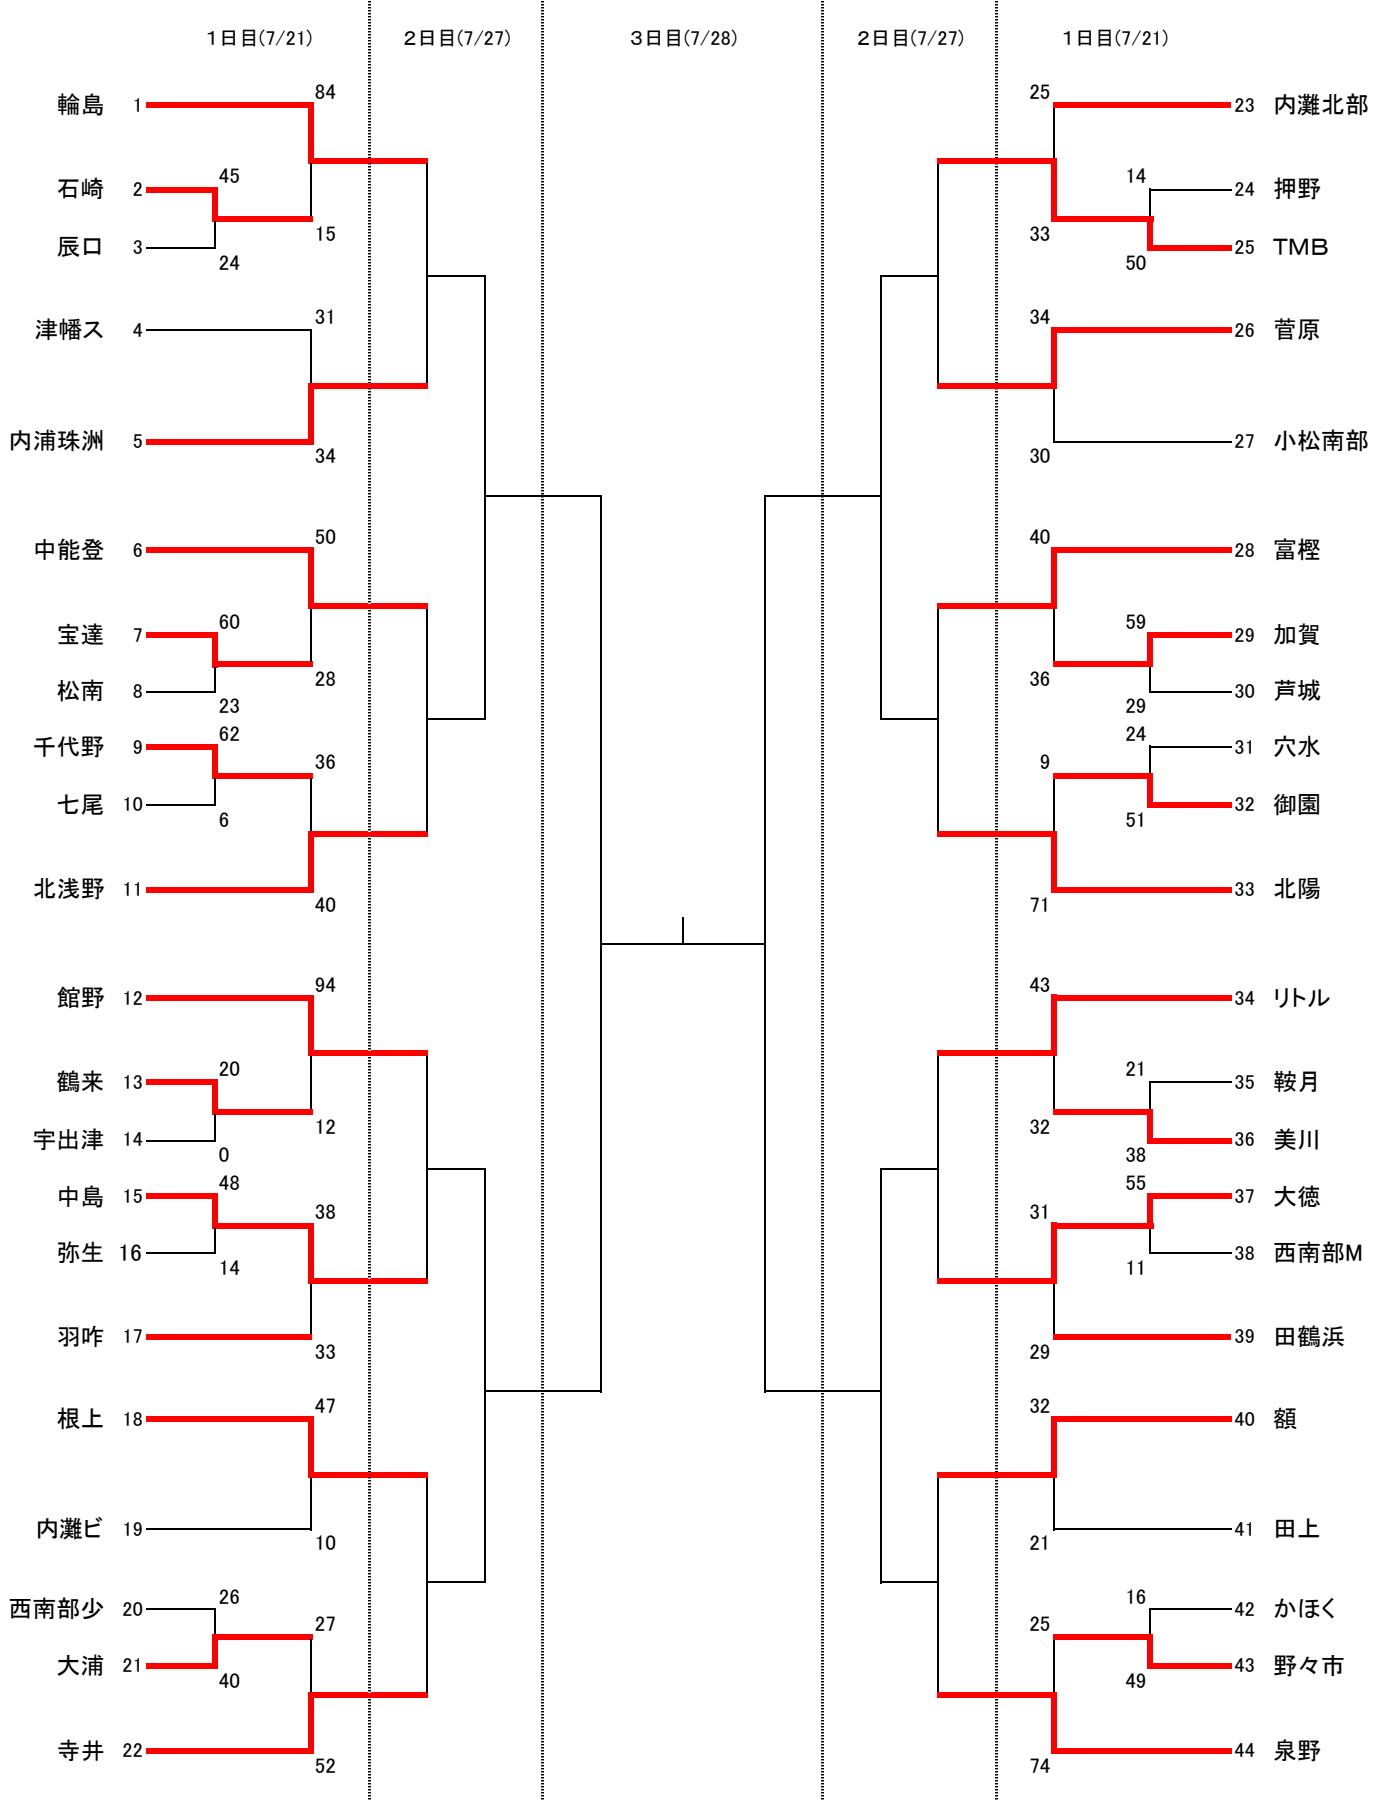 1日目(7/21) 2日目(7/27) 3日目(7/28) 2日目(7/27) 1日目(7/21)
84 25
輪島 1 23 内灘北部
45 14
石崎 2 24 押野
15 33
辰口 3 25 TMB
24 50
31 34
津幡ス 4 26 菅原
内浦珠洲 5 27 小松南部
34 30
50 40
中能登 6 28 富樫
60 59
宝達 7 29 加賀
28 36
松南 8 30 芦城
23 29
62 24
千代野 9 31 穴水
36 9
七尾 10 32 御園
6 51
北浅野 11 33 北陽
40 71
94 43
館野 12 34 リトル
20 21
鶴来 13 35 鞍月
12 32
宇出津 14 36 美川
0 38
48 55
中島 15 37 大徳
38 31
弥生 16 38 西南部M
14 11
羽咋 17 39 田鶴浜
33 29
47 32
根上 18 40 額
内灘ビ 19 41 田上
10 21
26 16
西南部少 20 42 かほく
27 25
大浦 21 43 野々市
40 49
寺井 22 44 泉野
52 74